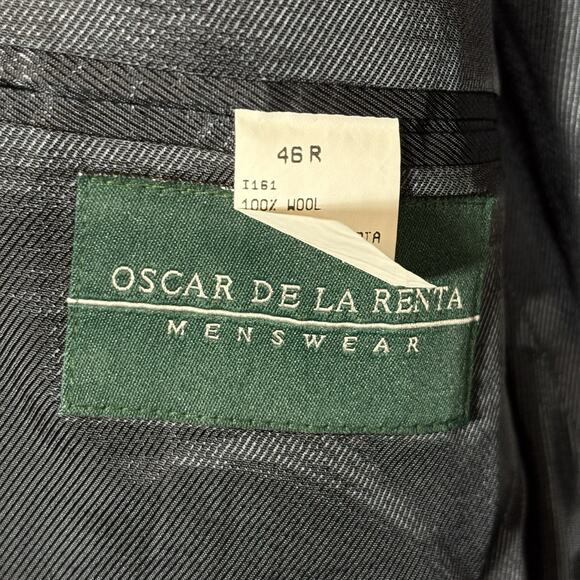 46 R
I161
100% WOOL
OSCAR DE LA RENTA
MENSWEAR